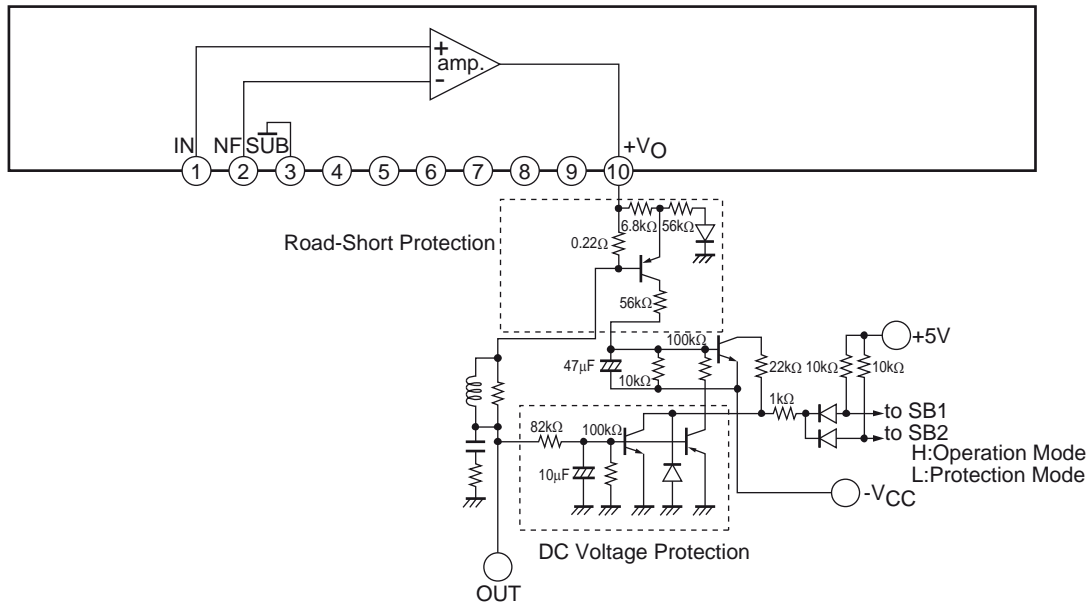 +
amp.
-
IN NF SUB +VO
1 2 3 4 5 6 7 8 9 10
6.8kΩ 56kΩ
Road-Short Protection
0.22Ω
56kΩ
100kΩ
+5V
47μF
10kΩ
22kΩ 10kΩ 10kΩ
1kΩ
to SB1
to SB2
82kΩ 100kΩ
H:Operation Mode
L:Protection Mode
10μF
-VCC
DC Voltage Protection
OUT